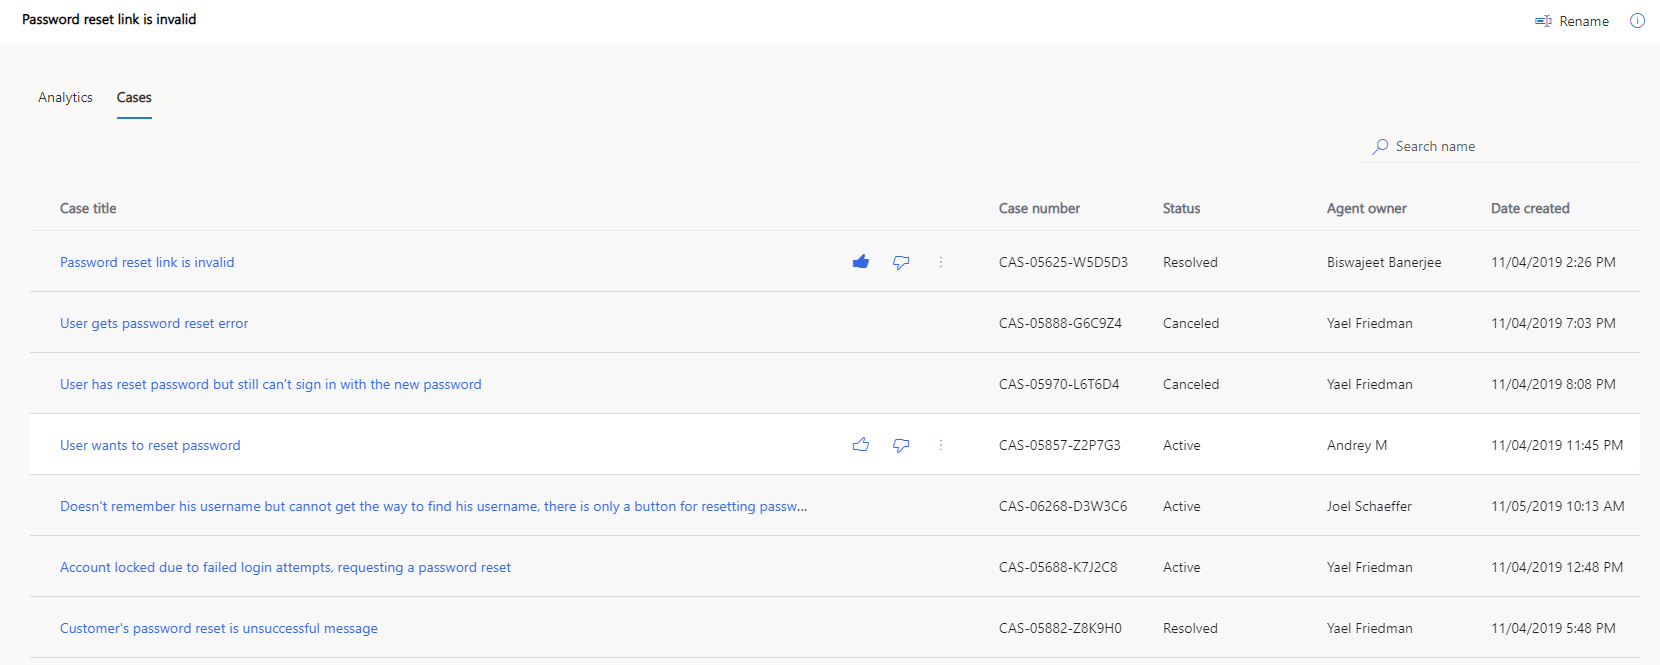 Password reset link is invalid
Rename
Analytics Cases
Search name
Case title Case number Status Agent owner Date created
Password reset link is invalid CAS-05625-W5D5D3 Resolved Biswajeet Banerjee 11/04/2019 2:26 PM
User gets password reset error CAS-05888-G6C9Z4 Canceled Yael Friedman 11/04/2019 7:03 PM
User has reset password but still can't sign in with the new password CAS-05970-L6T6D4 Canceled Yael Friedman 11/04/2019 8:08 PM
User wants to reset password CAS-05857-Z2P7G3 Active Andrey M 11/04/2019 11:45 PM
Doesn't remember his username but cannot get the way to find his username, there is only a button for resetting passw... CAS-06268-D3W3C6 Active Joel Schaeffer 11/05/2019 10:13 AM
Account locked due to failed login attempts, requesting a password reset CAS-05688-K7J2C8 Active Yael Friedman 11/04/2019 12:48 PM
Customer's password reset is unsuccessful message CAS-05882-Z8K9H0 Resolved Yael Friedman 11/04/2019 5:48 PM